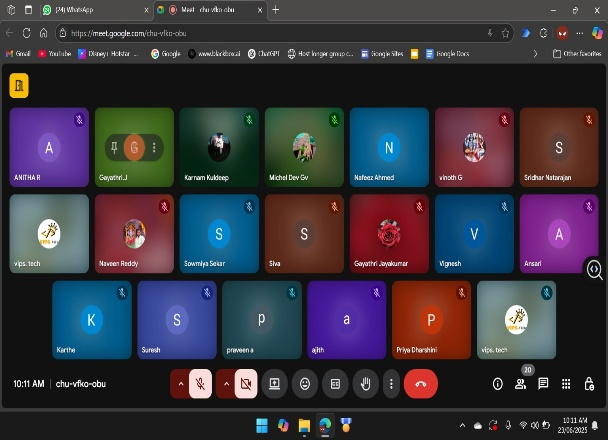 (24) WhatsApp
Meet - chu-vfko-obu
https://meet.google.com/chu-vfko-obu
Gmail
YouTube
Disney+ Hotstar ...
Google
www.blackbox.ai
ChatGPT
Host longer group c...
Google Sites
Google Docs
Other favorites
A
ANITHA R
G
Gayathri.J
Karnam Kuldeep
Michel Dev Gv
N
Nafeez Ahmed
vinoth G
S
Sridhar Natarajan
vips. tech
Naveen Reddy
S
Sowmiya Sekar
S
Siva
Gayathri Jayakumar
V
Vignesh
A
Ansari
K
Karthe
S
Suresh
p
praveen a
a
ajith
P
Priya Dharshini
vips. tech
10:11 AM
chu-vfko-obu
20
10:11 AM
23/06/2025